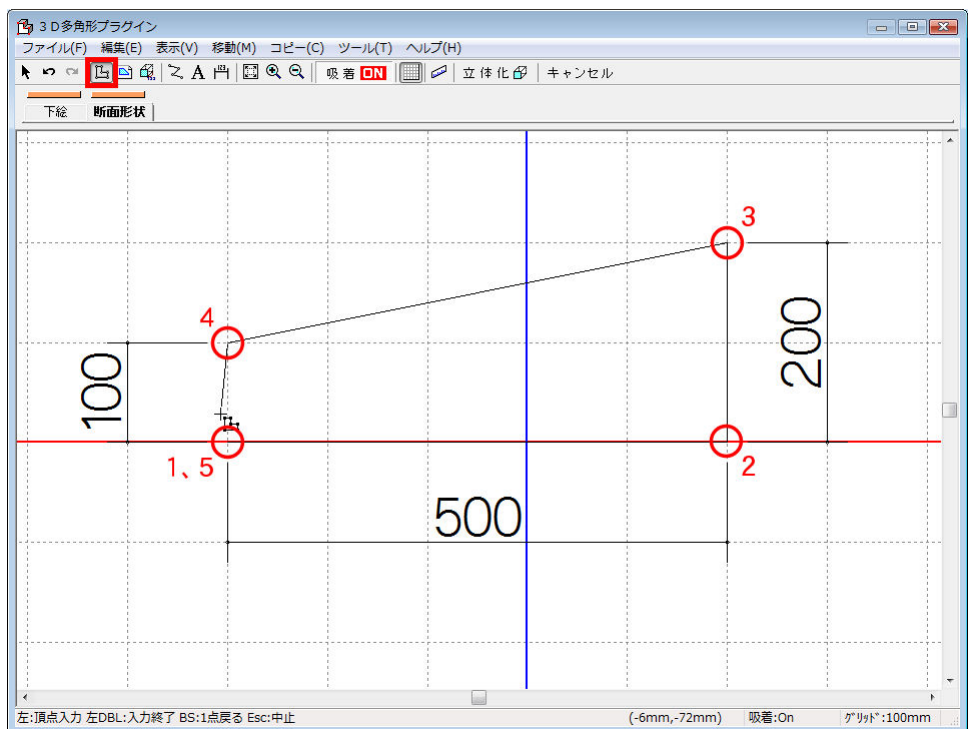 3D多角形プラグイン
ファイル(F) 編集(E) 表示(V) 移動(M) コピー(C) ツール(T) ヘルプ(H)
A 吸着 ON 立体化 キャンセル
下絵 断面形状
3
4
200
100
1、5
2
500
左:頂点入力 左DBL:入力終了 BS:1点戻る Esc:中止 (-6mm,-72mm) 吸着:On グリッド:100mm